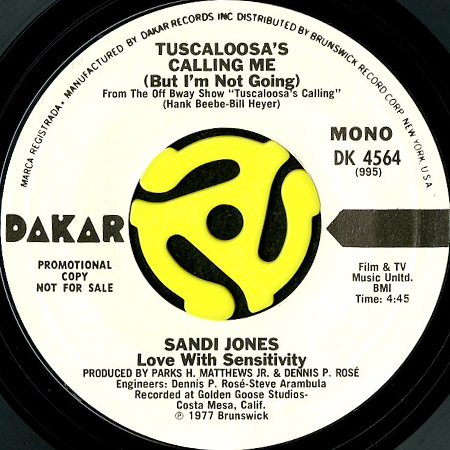 MARCA REGISTRADA · MANUFACTURED BY DAKAR RECORDS INC DISTRIBUTED BY BRUNSWICK RECORD CORP. NEW YORK, U S A
TUSCALOOSA'S
CALLING ME
(But I'm Not Going)
From The Off Bway Show "Tuscaloosa's Calling"
(Hank Beebe-Bill Heyer)
MONO
DK 4564
(995)
DAKAR
PROMOTIONAL
COPY
NOT FOR SALE
Film & TV
Music Unltd.
BMI
Time: 4:45
SANDI JONES
Love With Sensitivity
PRODUCED BY PARKS H. MATTHEWS JR. & DENNIS P. ROSÉ
Engineers: Dennis P. Rosé-Steve Arambula
Recorded at Golden Goose Studios-
Costa Mesa, Calif.
℗ 1977 Brunswick